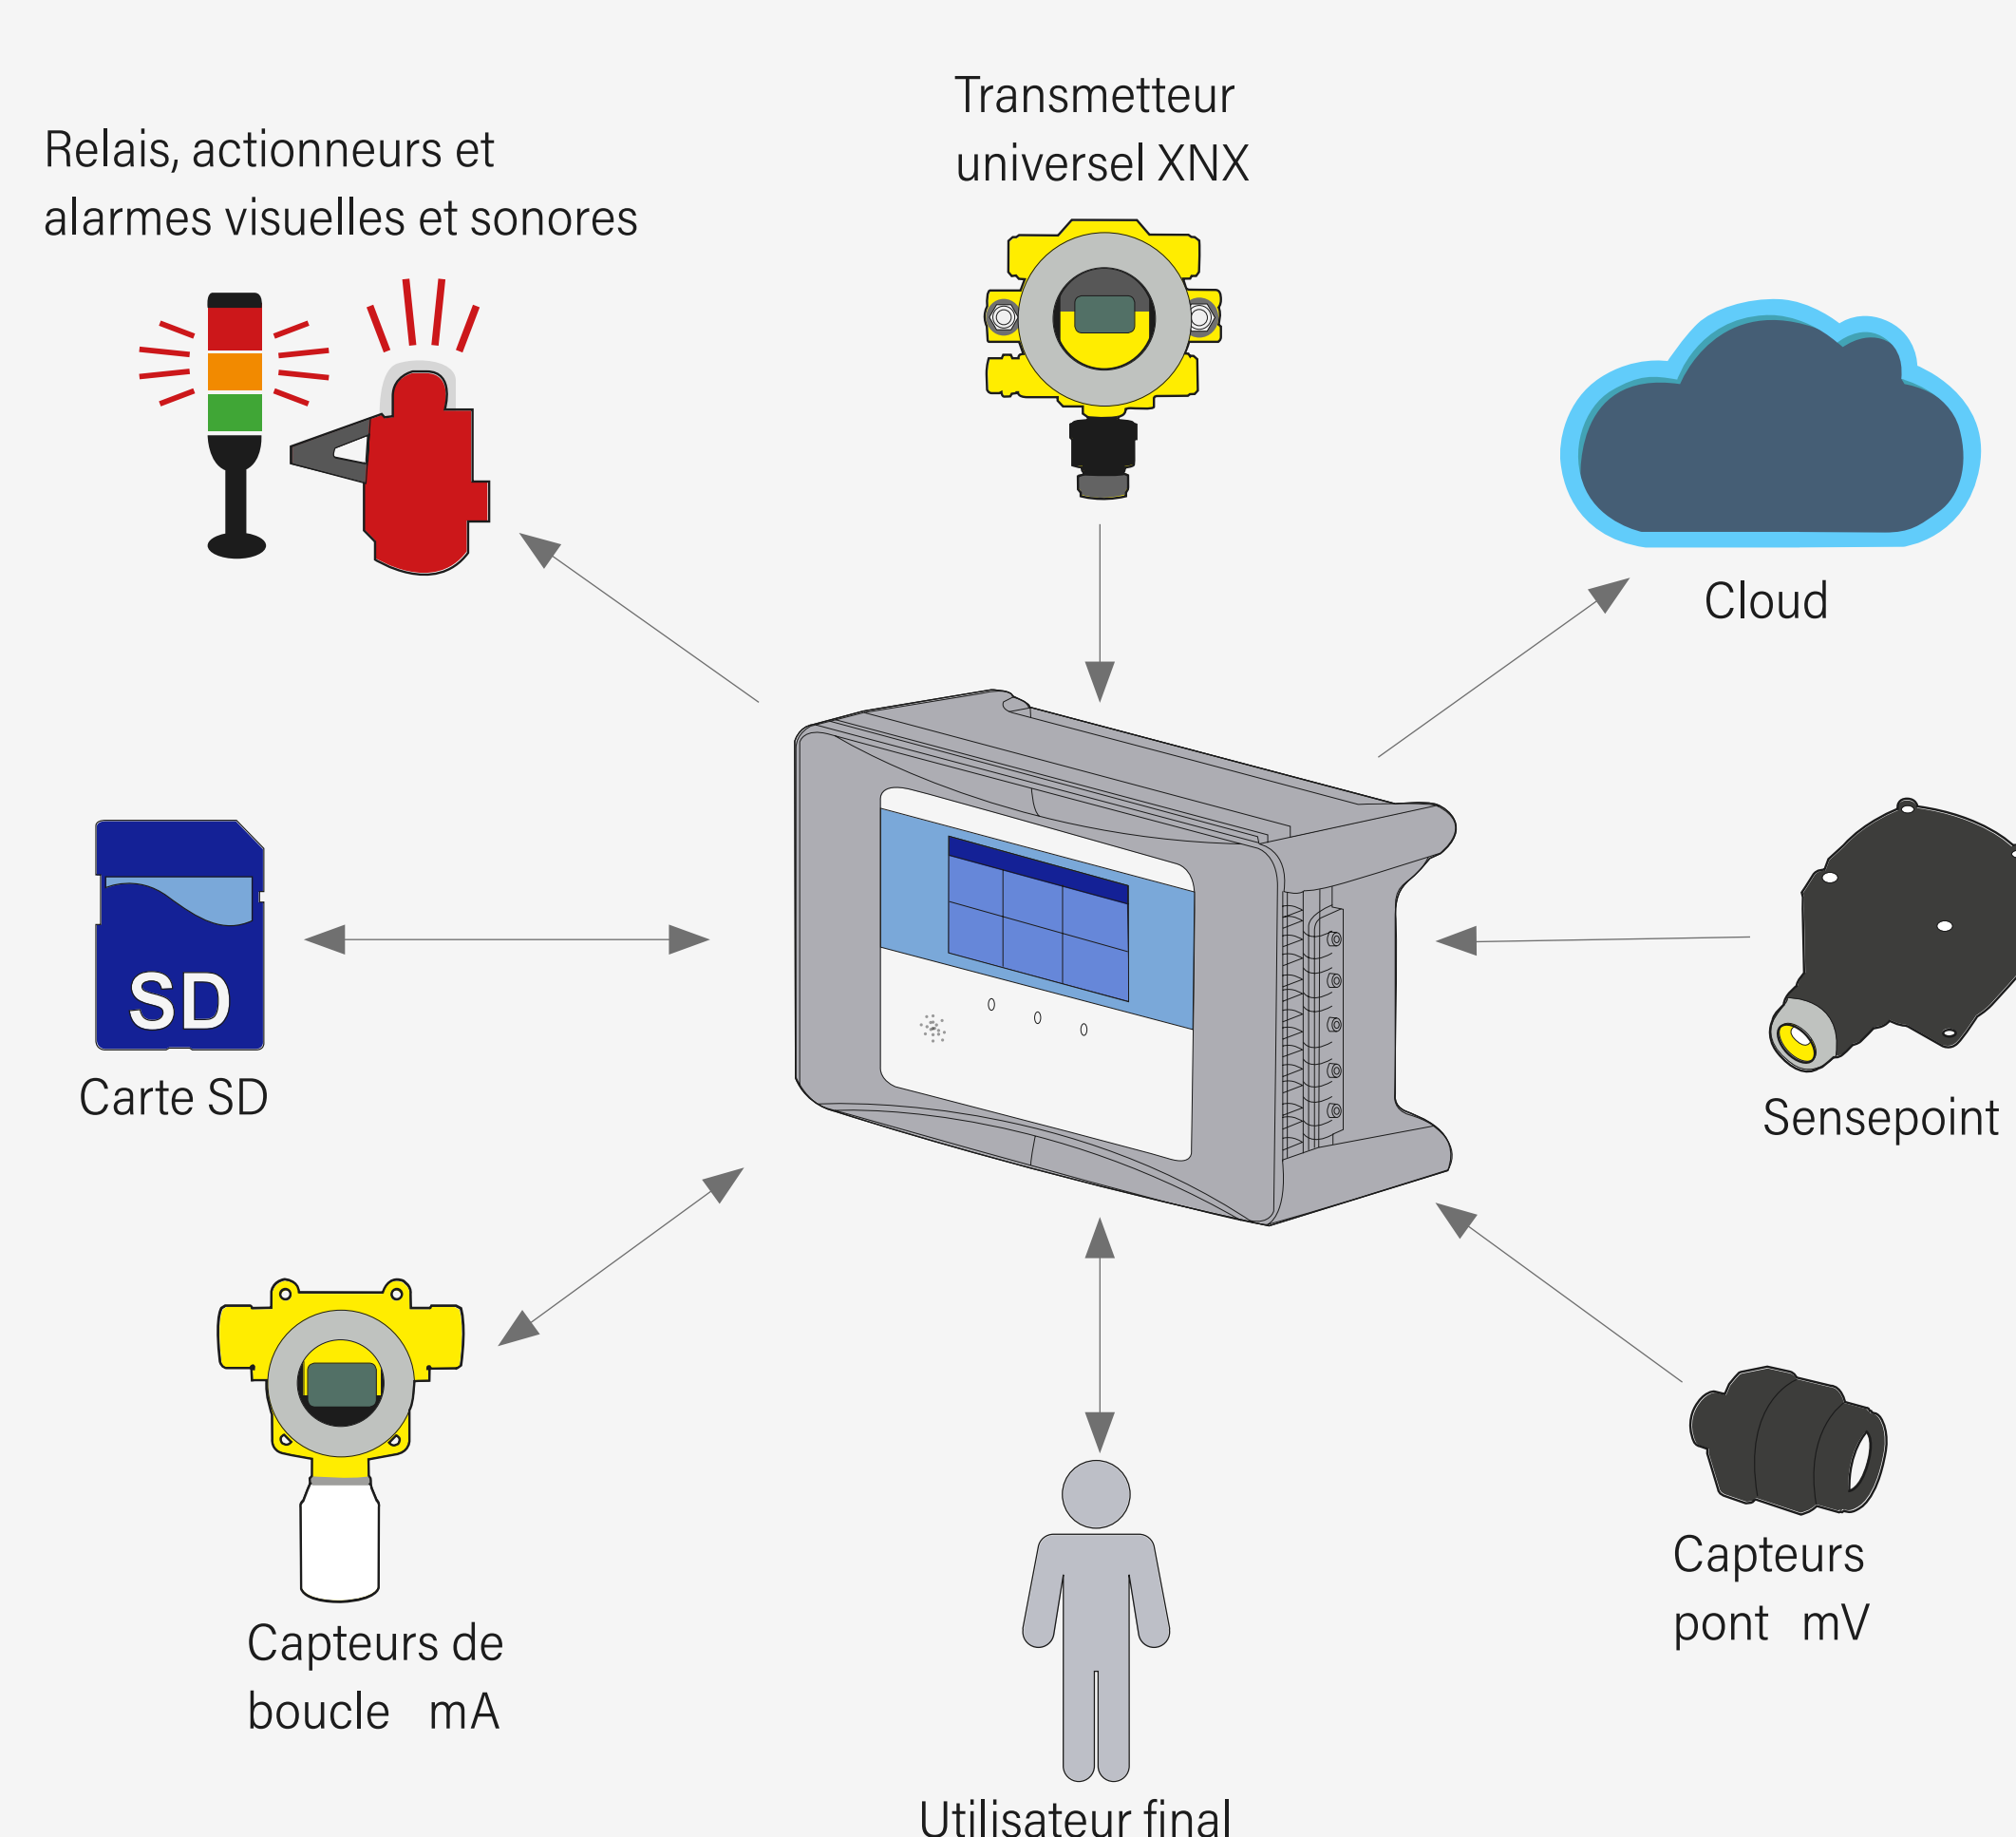 Transmetteur
universel XNX
Relais, actionneurs et
alarmes visuelles et sonores
Cloud
SD
Carte SD
Sensepoint
Capteurs
pont mV
Capteurs de
boucle mA
Utilisateur final